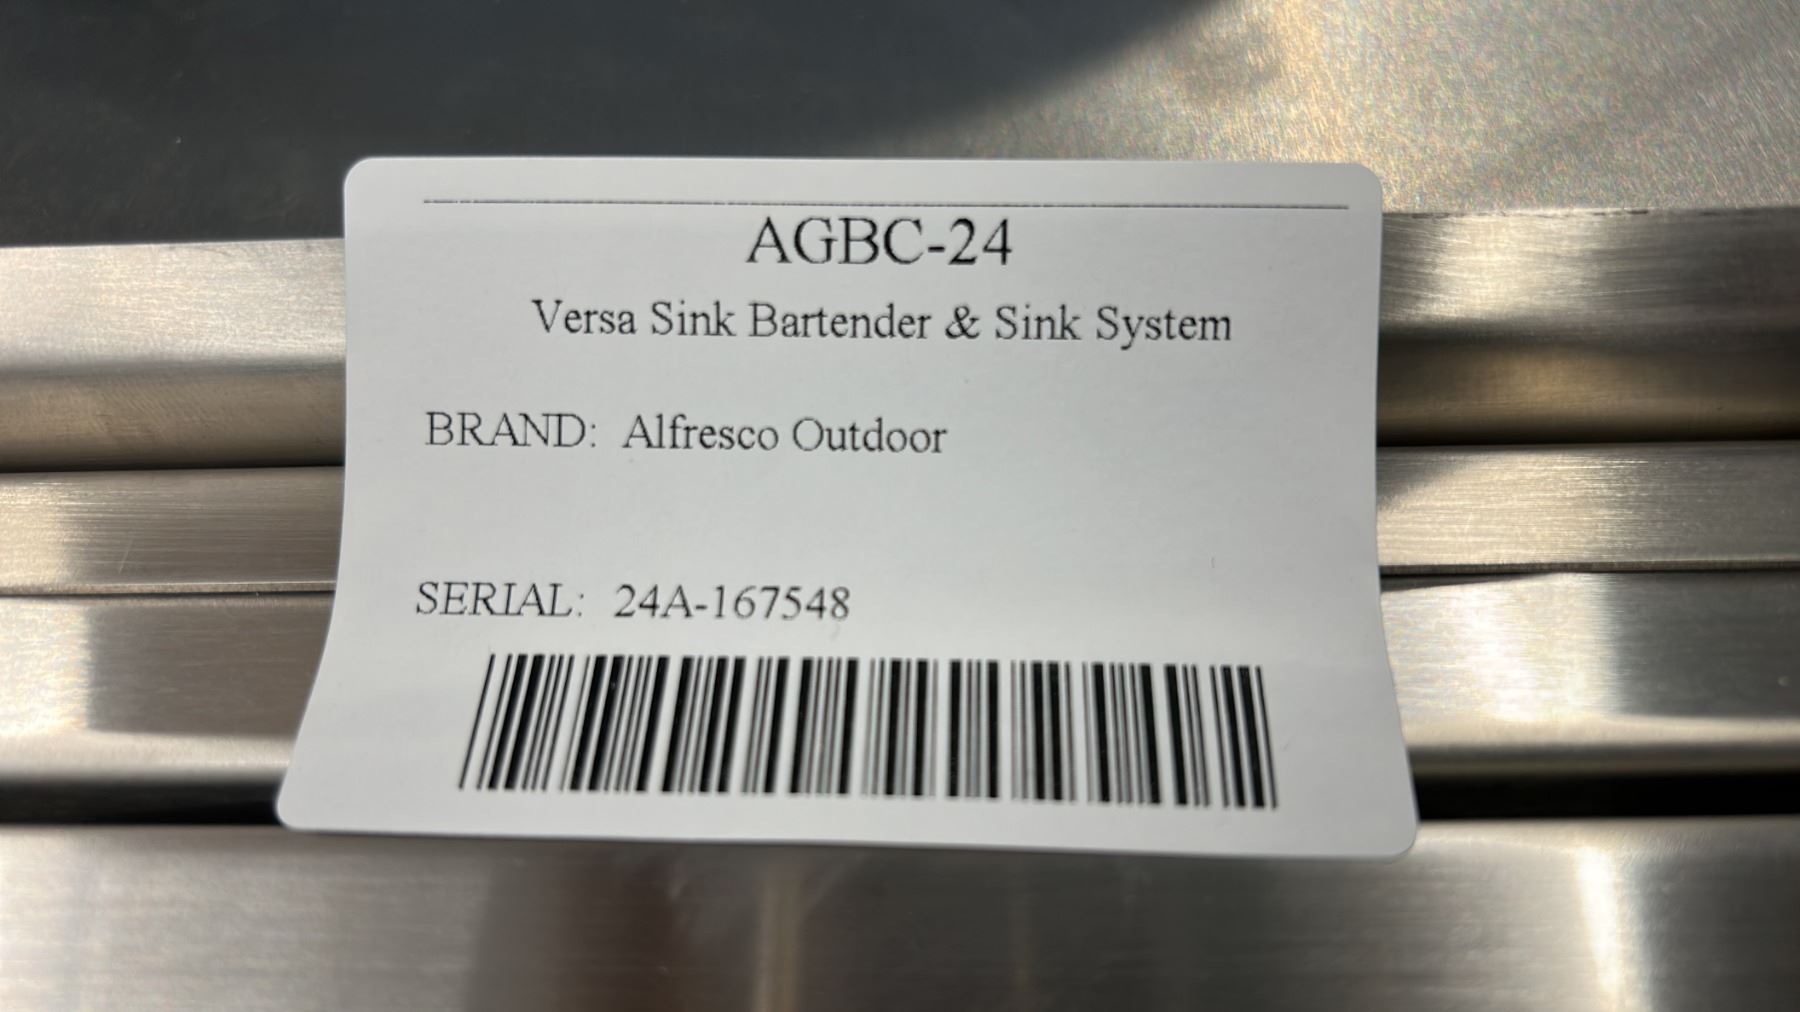 AGBC-24
Versa Sink Bartender & Sink System
BRAND: Alfresco Outdoor
SERIAL: 24A-167548